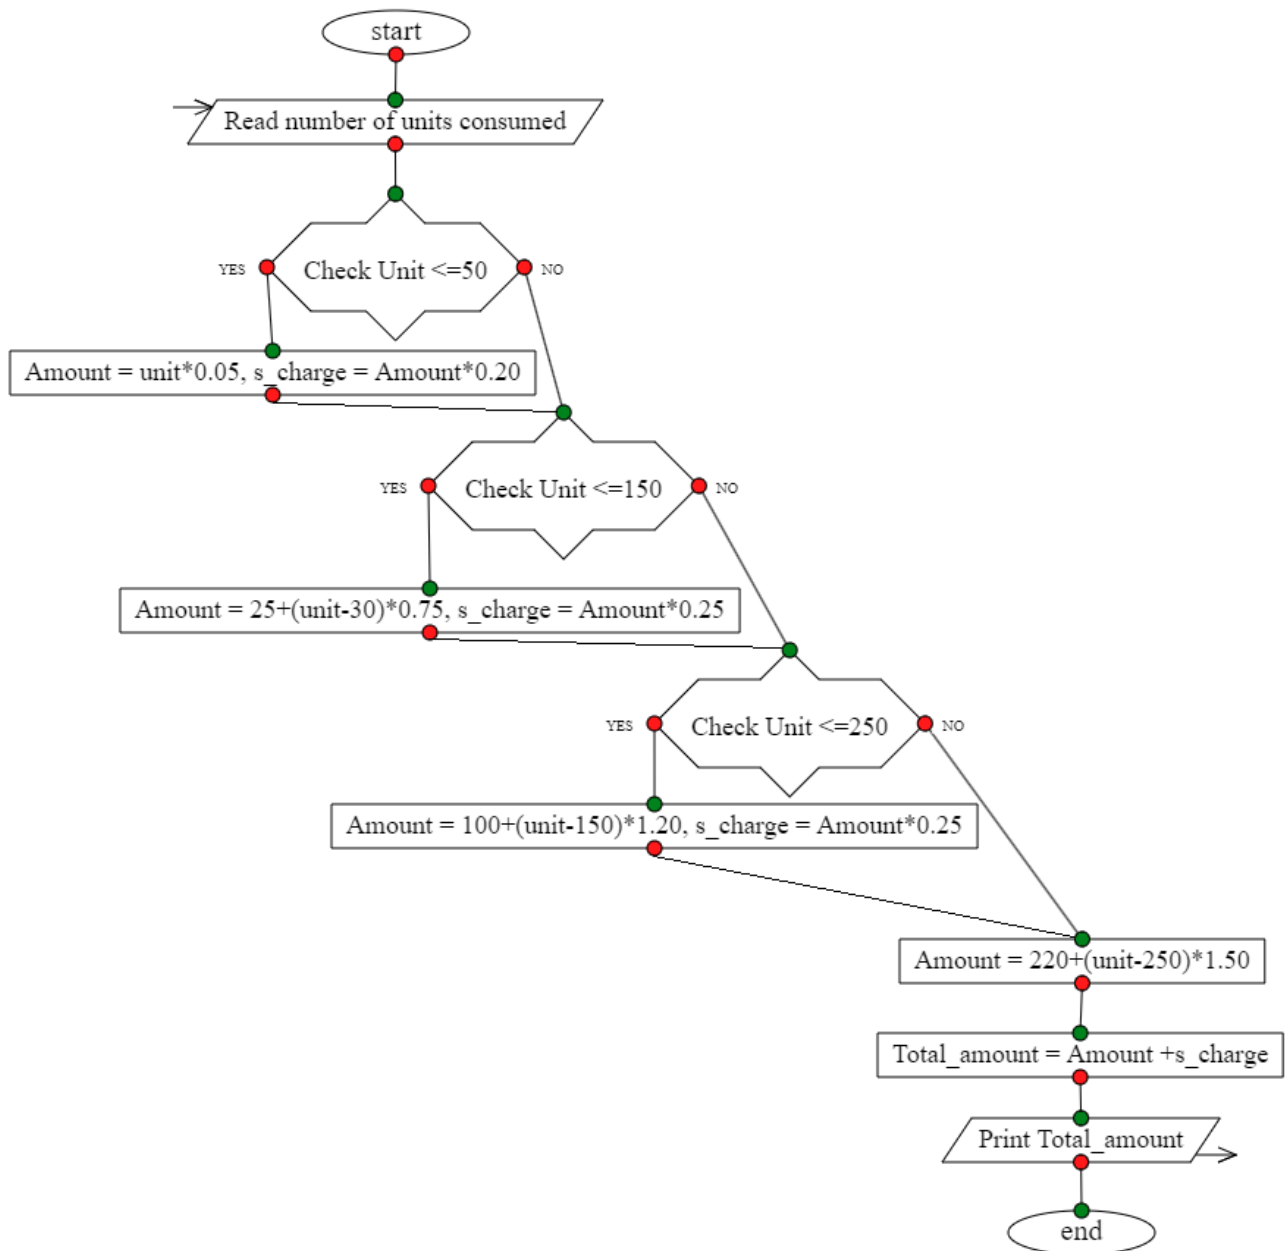 start
Read number of units consumed
YES
Check Unit <=50
NO
Amount = unit*0.05, s_charge = Amount*0.20
YES
Check Unit <=150
NO
Amount = 25+(unit-30)*0.75, s_charge = Amount*0.25
YES
Check Unit <=250
NO
Amount = 100+(unit-150)*1.20, s_charge = Amount*0.25
Amount = 220+(unit-250)*1.50
Total_amount = Amount +s_charge
Print Total_amount
end